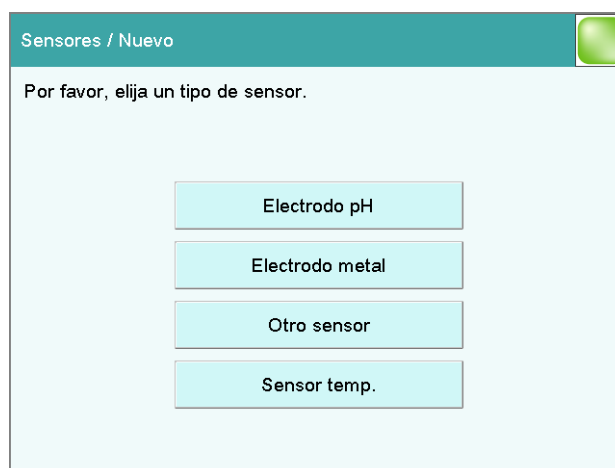 Sensores / Nuevo
Por favor, elija un tipo de sensor.
Electrodo pH
Electrodo metal
Otro sensor
Sensor temp.